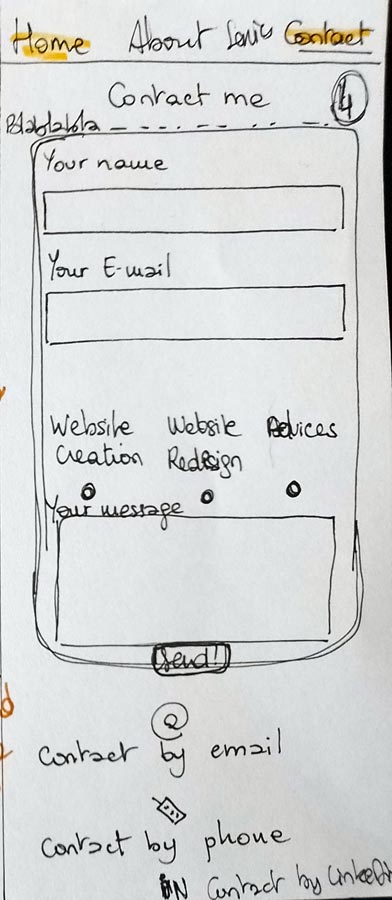 Home About Servic Contact
Contact me
4
Blablabla
Your name
Your E-mail
Website Website Advices
Creation Redesign
Your message
Send!
@
Contact by email
Contact by phone
IN Contact by LinkedIn